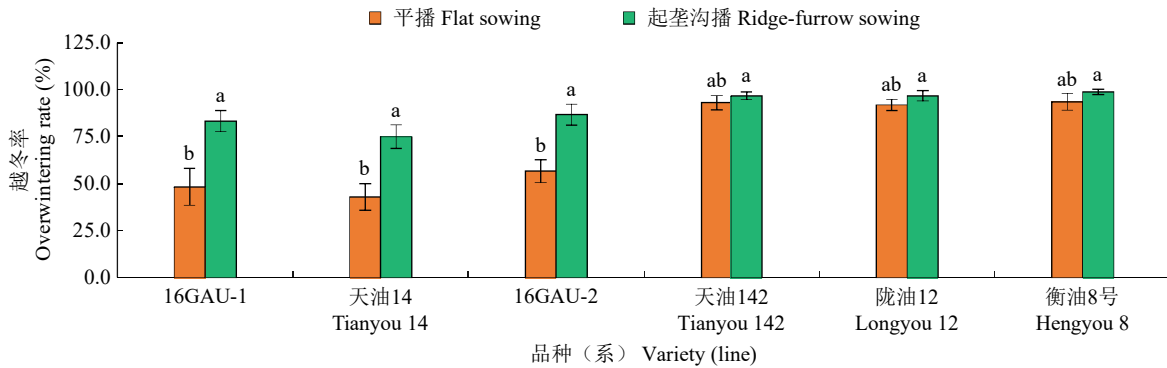 平播 Flat sowing 起垄沟播 Ridge-furrow sowing
越冬率
Overwintering rate (%)
125.0
100.0
75.0
50.0
25.0
0.0
b a b a b a ab a ab a ab a
16GAU-1 天油14 16GAU-2 天油142 陇油12 衡油8号
Tianyou 14 Tianyou 142 Longyou 12 Hengyou 8
品种（系） Variety (line)